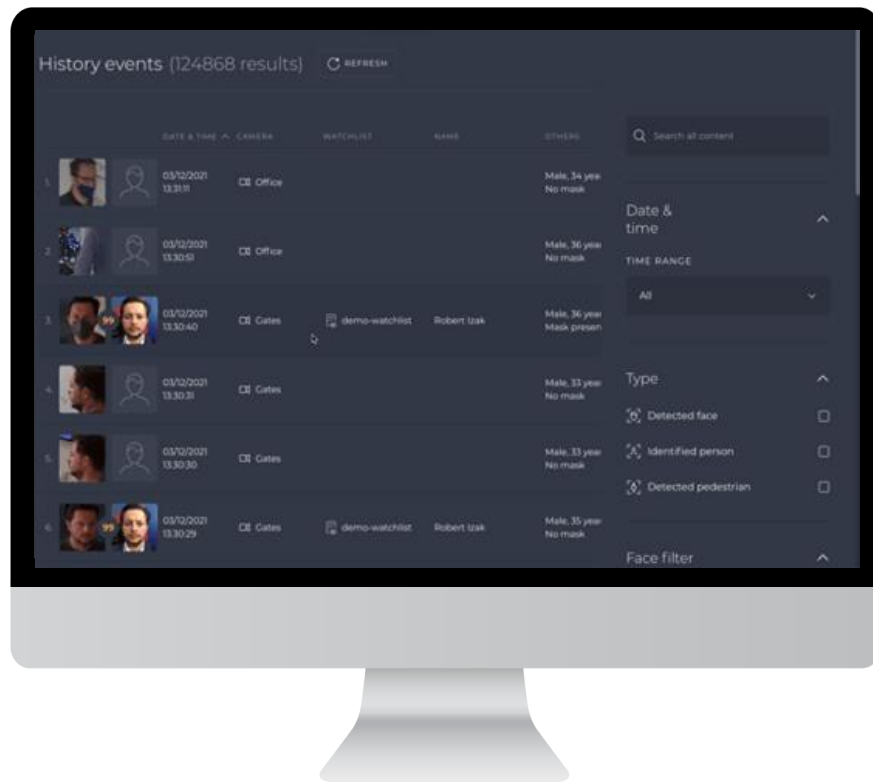 History events (124868 results) REFRESH
DATE & TIME CAMERA WATCHLIST NAME OTHERS
Search all content
1. 03/12/2021 Office Male, 34 yea
13:31:11 No mask
2. 03/12/2021 Office Male, 36 year
13:30:51 No mask
3. 99 03/12/2021 Gates demo-watchlist Robert Izak Male, 36 year
13:30:40 Mask presen
4. 03/12/2021 Gates Male, 33 year
13:30:31 No mask
5. 03/12/2021 Gates Male, 33 year
13:30:30 No mask
6. 99 03/12/2021 Gates demo-watchlist Robert Izak Male, 35 year
13:30:29 No mask
Date &
time
TIME RANGE
All
Type
Detected face
Identified person
Detected pedestrian
Face filter